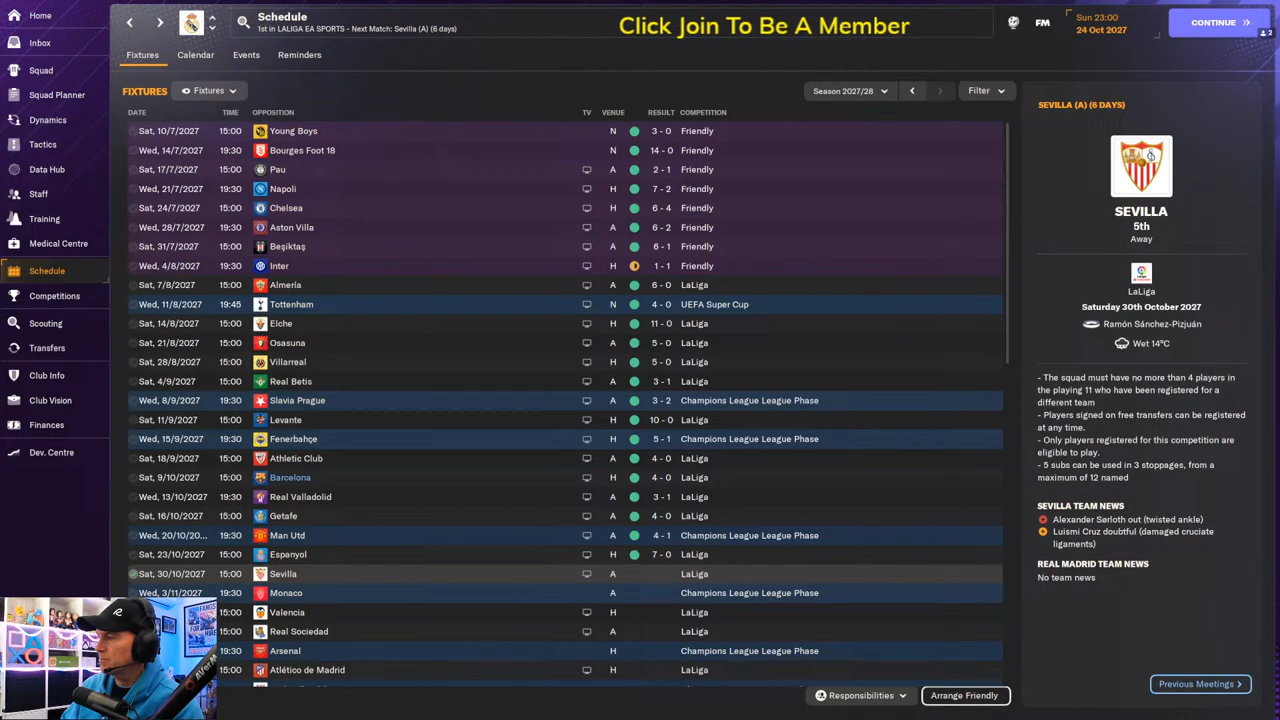 Home
Inbox
Squad
Squad Planner
Dynamics
Tactics
Data Hub
Staff
Training
Medical Centre
Schedule
Competitions
Scouting
Transfers
Club Info
Club Vision
Finances
Dev. Centre
Schedule
1st in LALIGA EA SPORTS - Next Match: Sevilla (A) (6 days)
Click Join To Be A Member
FM
Sun 23:00
24 Oct 2027
CONTINUE
2
Fixtures Calendar Events Reminders
FIXTURES Fixtures Season 2027/28 Filter
DATE TIME OPPOSITION TV VENUE RESULT COMPETITION
Sat, 10/7/2027 15:00 Young Boys N 3 - 0 Friendly
Wed, 14/7/2027 19:30 Bourges Foot 18 N 14 - 0 Friendly
Sat, 17/7/2027 15:00 Pau A 2 - 1 Friendly
Wed, 21/7/2027 19:30 Napoli H 7 - 2 Friendly
Sat, 24/7/2027 15:00 Chelsea H 6 - 4 Friendly
Wed, 28/7/2027 19:30 Aston Villa A 6 - 2 Friendly
Sat, 31/7/2027 15:00 Beşiktaş A 6 - 1 Friendly
Wed, 4/8/2027 19:30 Inter H 1 - 1 Friendly
Sat, 7/8/2027 15:00 Almería A 6 - 0 LaLiga
Wed, 11/8/2027 19:45 Tottenham N 4 - 0 UEFA Super Cup
Sat, 14/8/2027 15:00 Elche H 11 - 0 LaLiga
Sat, 21/8/2027 15:00 Osasuna A 5 - 0 LaLiga
Sat, 28/8/2027 15:00 Villarreal H 5 - 0 LaLiga
Sat, 4/9/2027 15:00 Real Betis A 3 - 1 LaLiga
Wed, 8/9/2027 19:30 Slavia Prague A 3 - 2 Champions League League Phase
Sat, 11/9/2027 15:00 Levante H 10 - 0 LaLiga
Wed, 15/9/2027 19:30 Fenerbahçe H 5 - 1 Champions League League Phase
Sat, 18/9/2027 15:00 Athletic Club A 4 - 0 LaLiga
Sat, 9/10/2027 15:00 Barcelona H 4 - 0 LaLiga
Wed, 13/10/2027 19:30 Real Valladolid A 3 - 1 LaLiga
Sat, 16/10/2027 15:00 Getafe A 4 - 0 LaLiga
Wed, 20/10/20... 19:30 Man Utd A 4 - 1 Champions League League Phase
Sat, 23/10/2027 15:00 Espanyol H 7 - 0 LaLiga
Sat, 30/10/2027 15:00 Sevilla A LaLiga
Wed, 3/11/2027 19:30 Monaco A Champions League League Phase
15:00 Valencia H LaLiga
15:00 Real Sociedad A LaLiga
19:30 Arsenal H Champions League League Phase
15:00 Atlético de Madrid H LaLiga
Responsibilities Arrange Friendly
SEVILLA (A) (6 DAYS)
SEVILLA
5th
Away
LaLiga
Saturday 30th October 2027
Ramón Sánchez-Pizjuán
Wet 14ºC
- The squad must have no more than 4 players in
the playing 11 who have been registered for a
different team
- Players signed on free transfers can be registered
at any time.
- Only players registered for this competition are
eligible to play.
- 5 subs can be used in 3 stoppages, from a
maximum of 12 named
SEVILLA TEAM NEWS
Alexander Sørloth out (twisted ankle)
Luismi Cruz doubtful (damaged cruciate
ligaments)
REAL MADRID TEAM NEWS
No team news
Previous Meetings